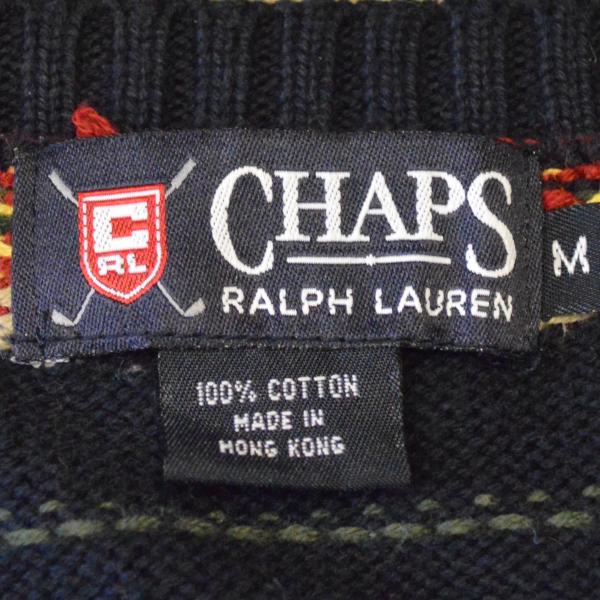 C
RL
CHAPS
RALPH LAUREN
M
100% COTTON
MADE IN
HONG KONG